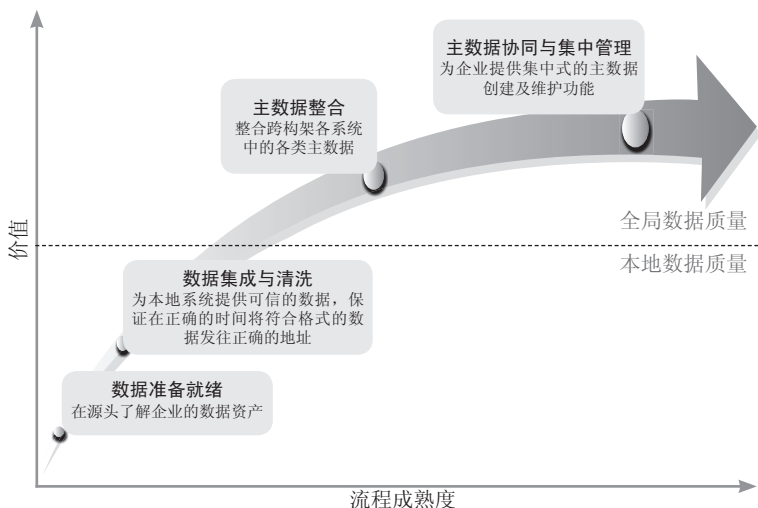 主数据协同与集中管理
为企业提供集中式的主数据
创建及维护功能
主数据整合
整合跨构架各系统
中的各类主数据
全局数据质量
价值
本地数据质量
数据集成与清洗
为本地系统提供可信的数据，保
证在正确的时间将符合格式的数
据发往正确的地址
数据准备就绪
在源头了解企业的数据资产
流程成熟度